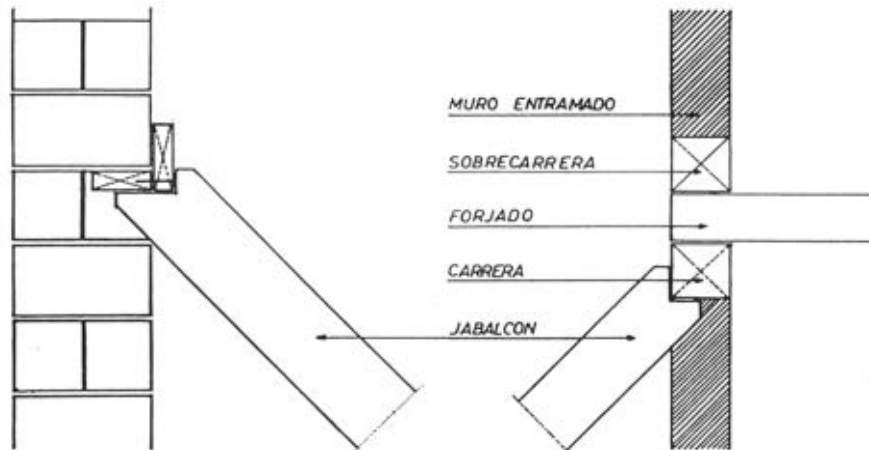 MURO ENTRAMADO
SOBRECARRERA
FORJADO
CARRERA
JABALCON